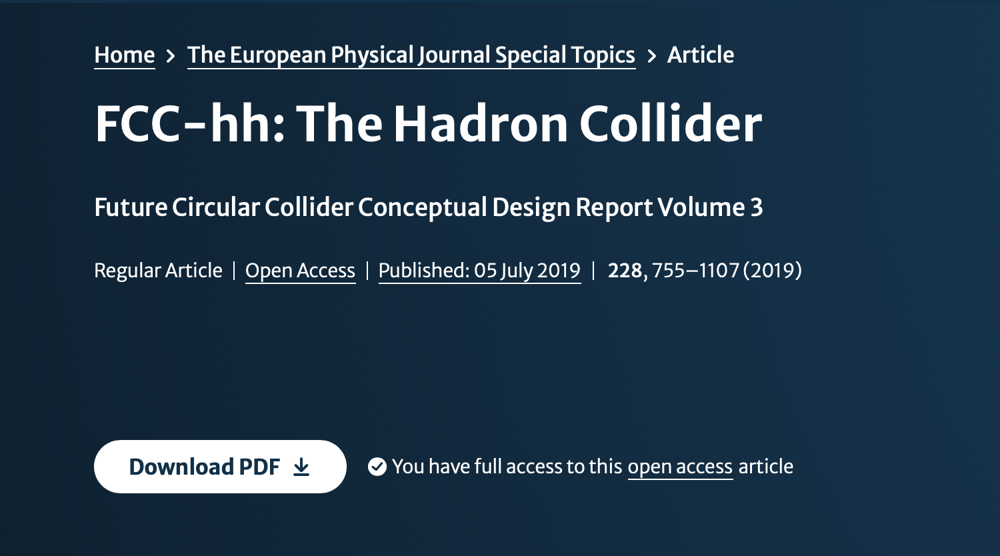 Home > The European Physical Journal Special Topics > Article
FCC-hh: The Hadron Collider
Future Circular Collider Conceptual Design Report Volume 3
Regular Article | Open Access | Published: 05 July 2019 | 228, 755–1107 (2019)
Download PDF
You have full access to this open access article